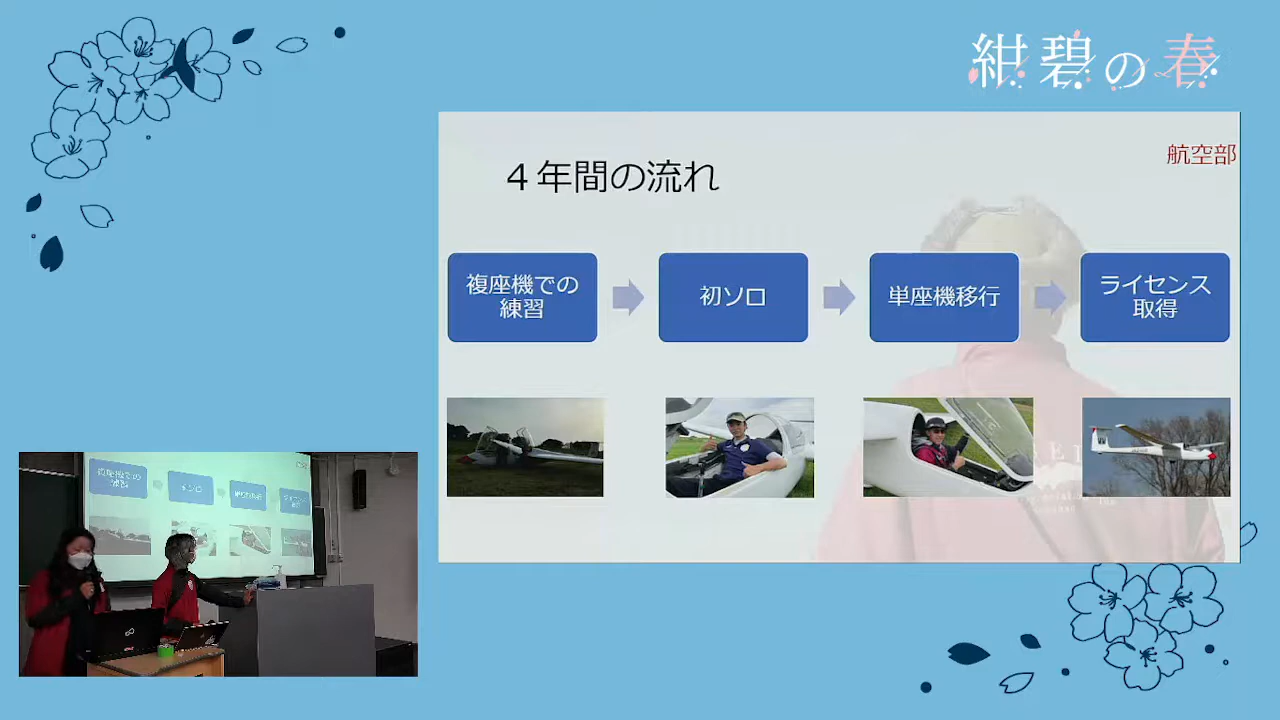 紺碧の春
航空部
４年間の流れ
複座機での
練習
初ソロ
単座機移行
ライセンス
取得